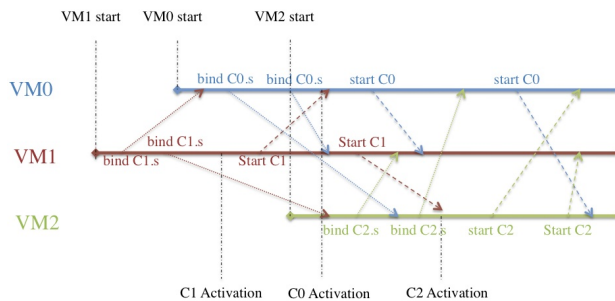 VM1 start VM0 start VM2 start
bind C0.s bind C0.s start C0 start C0
VM0
bind C1.s Start C1
VM1
bind C1.s Start C1
VM2
bind C2.s bind C2.s start C2 Start C2
C1 Activation C0 Activation C2 Activation